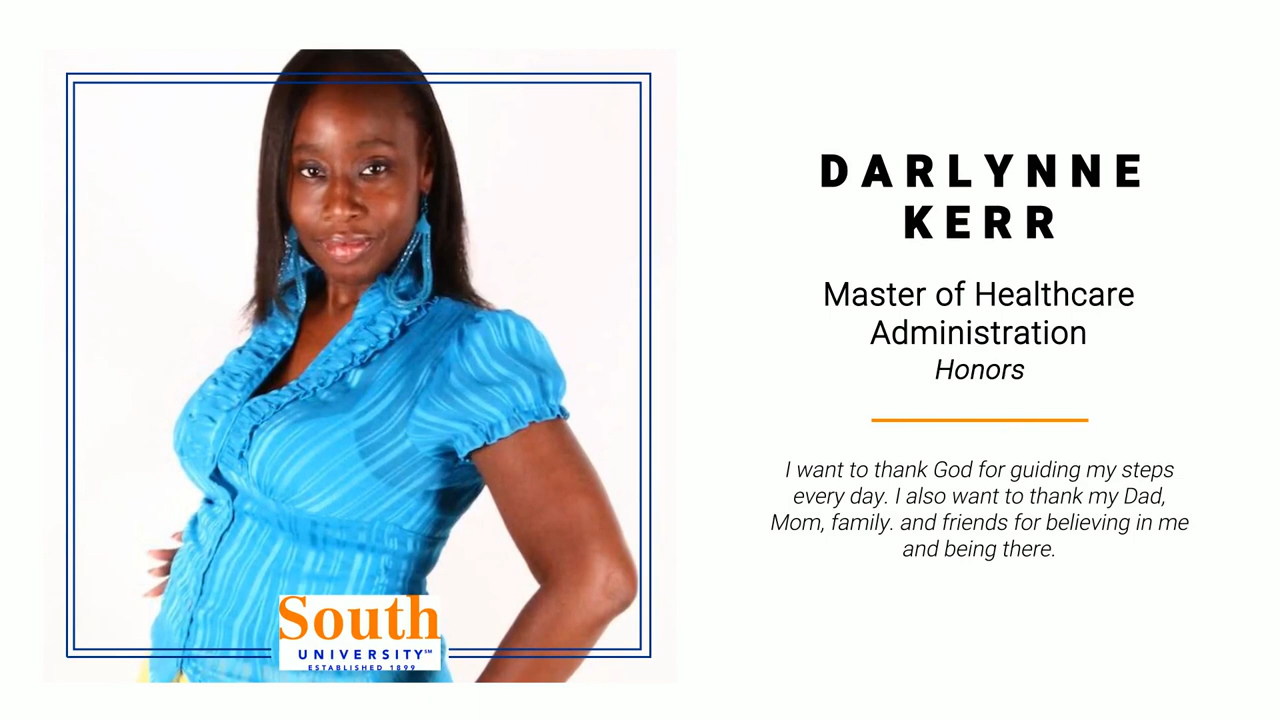 DARLYNNE
KERR
Master of Healthcare
Administration
Honors
I want to thank God for guiding my steps
every day. I also want to thank my Dad,
Mom, family. and friends for believing in me
and being there.
South
UNIVERSITY℠
ESTABLISHED 1899